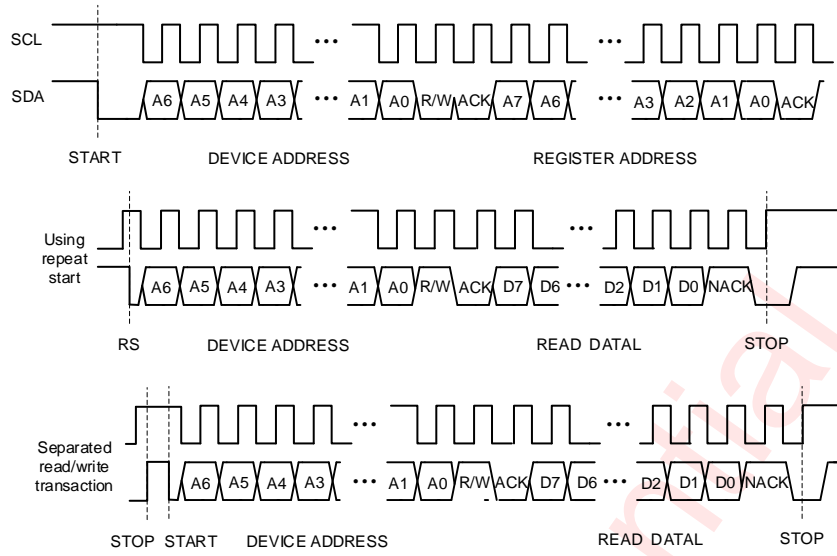 SCL
SDA
A6 A5 A4 A3 ••• A1 A0 R/W ACK A7 A6 ••• A3 A2 A1 A0 ACK
START DEVICE ADDRESS REGISTER ADDRESS
Using
repeat
start
A6 A5 A4 A3 ••• A1 A0 R/W ACK D7 D6 ••• D2 D1 D0 NACK
RS DEVICE ADDRESS READ DATAL STOP
Separated
read/write
transaction
A6 A5 A4 A3 ••• A1 A0 R/W ACK D7 D6 ••• D2 D1 D0 NACK
STOP START DEVICE ADDRESS READ DATAL STOP